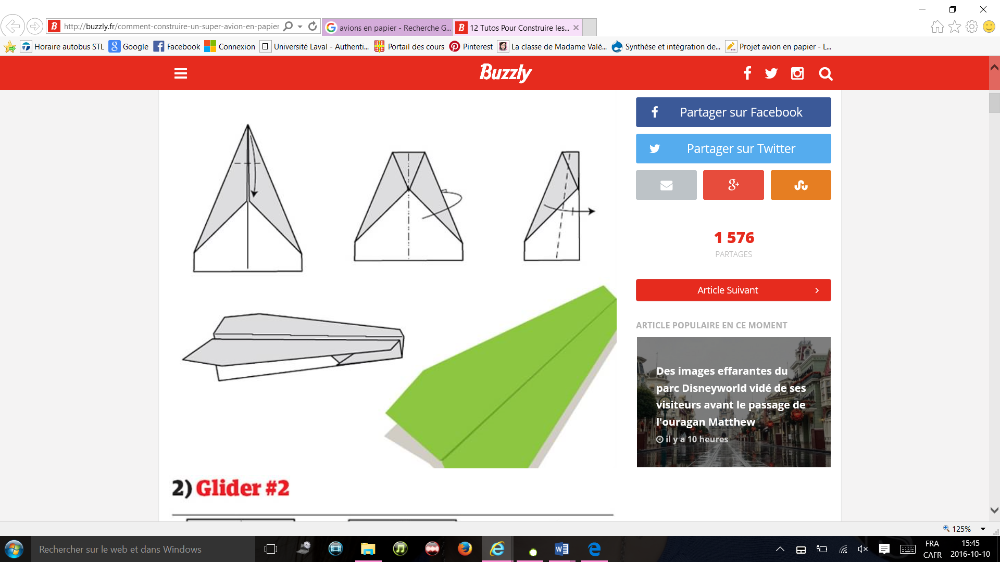 http://buzzly.fr/comment-construire-un-super-avion-en-papier
avions en papier - Recherche G...
12 Tutos Pour Construire les...
Horaire autobus STL
Google
Facebook
Connexion
Université Laval - Authenti...
Portail des cours
Pinterest
La classe de Madame Valé...
Synthèse et intégration de...
Projet avion en papier - L...
Buzzly
Partager sur Facebook
Partager sur Twitter
1 576
PARTAGES
Article Suivant
ARTICLE POPULAIRE EN CE MOMENT
Des images effarantes du
parc Disneyworld vidé de ses
visiteurs avant le passage de
l'ouragan Matthew
il y a 10 heures
2) Glider #2
125%
Rechercher sur le web et dans Windows
FRA
CAFR
15:45
2016-10-10